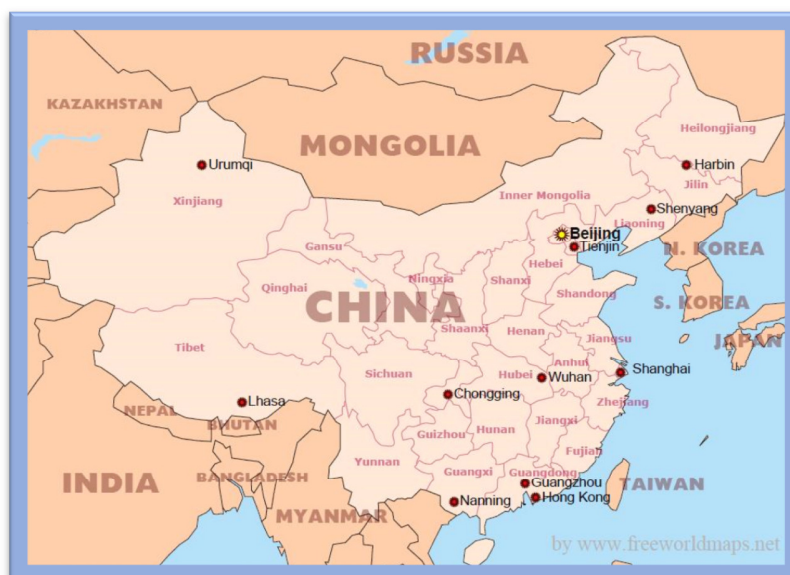 RUSSIA
KAZAKHSTAN
MONGOLIA
Heilongjiang
Urumqi
Harbin
Jilin
Xinjiang
Inner Mongolia
Shenyang
Liaoning
Beijing
Tienjin
Gansu
N. KOREA
Hebei
Ningxia
Shanxi
Qinghai
Shandong
CHINA
S. KOREA
Shaanxi
Henan
Jiangsu
JAPAN
Tibet
Anhui
Sichuan
Hubei
Wuhan
Shanghai
Chongging
Lhasa
Zhejiang
NEPAL
BHUTAN
Jiangxi
Hunan
Guizhou
Fujian
Yunnan
Guangxi
Guangdong
BANGLADESH
INDIA
Guangzhou
TAIWAN
Nanning
Hong Kong
MYANMAR
by www.freeworldmaps.net